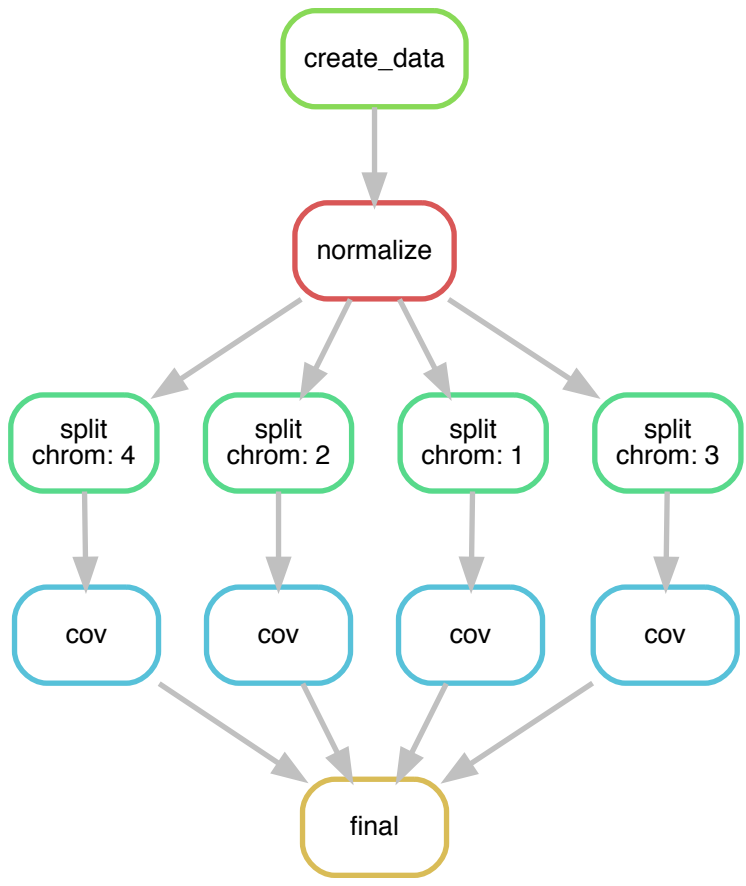 create_data
normalize
split
chrom: 4
split
chrom: 2
split
chrom: 1
split
chrom: 3
cov
cov
cov
cov
final